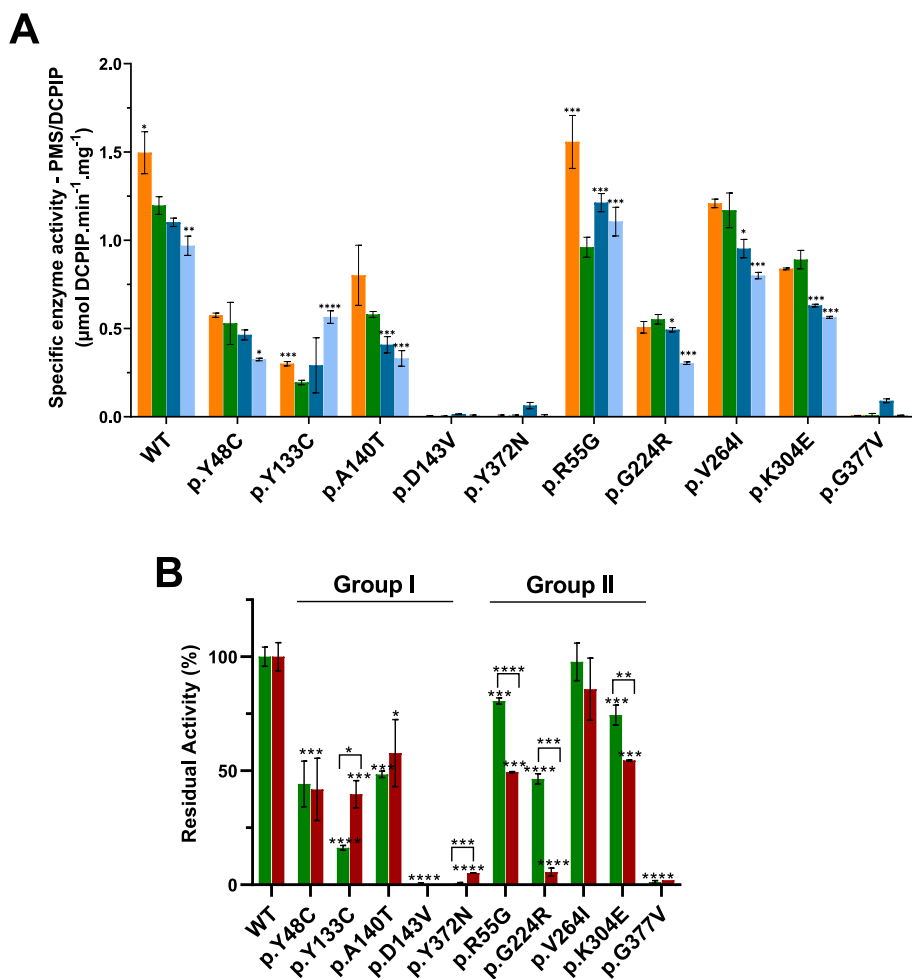 A
Specific enzyme activity - PMS/DCPIP
(µmol DCPIP.min⁻¹.mg⁻¹)
2.0
1.5
1.0
0.5
0.0
*
**
*
***
****
***
***
***
***
***
*
***
*
***
***
***
WT
p.Y48C
p.Y133C
p.A140T
p.D143V
p.Y372N
p.R55G
p.G224R
p.V264I
p.K304E
p.G377V
B
Group I
Group II
Residual Activity (%)
100
50
0
***
*
****
***
***
*
****
***
****
****
***
***
***
****
****
**
***
***
****
WT
p.Y48C
p.Y133C
p.A140T
p.D143V
p.Y372N
p.R55G
p.G224R
p.V264I
p.K304E
p.G377V